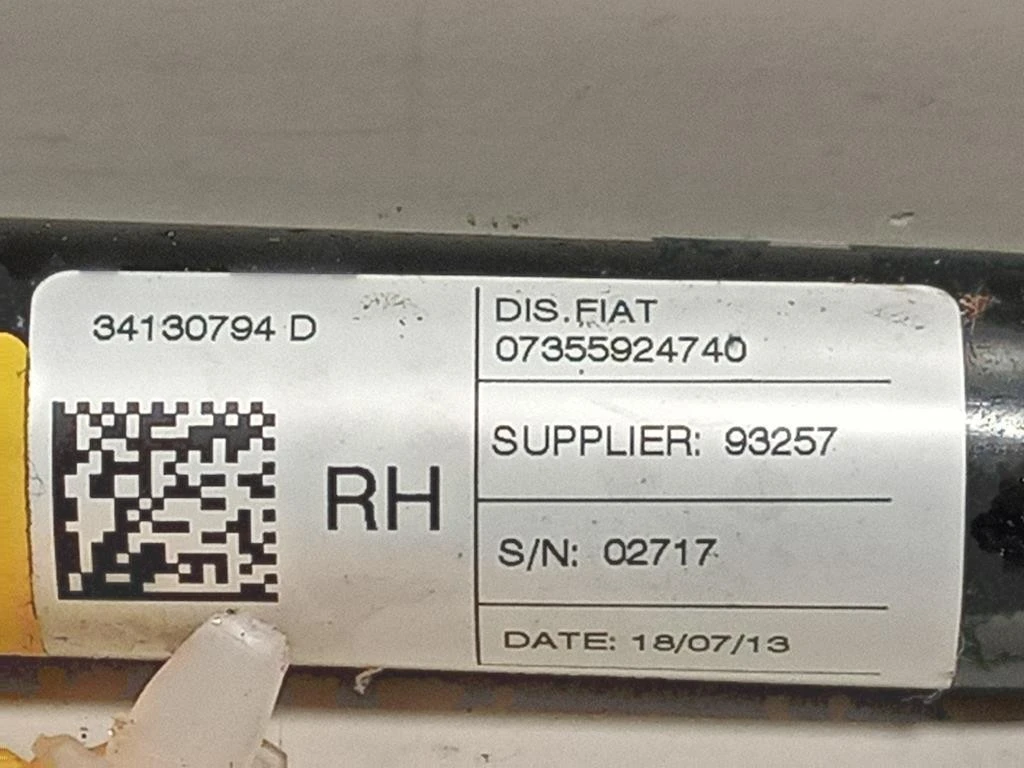 34130794 D
RH
DIS.FIAT
07355924740
SUPPLIER: 93257
S/N: 02717
DATE: 18/07/13